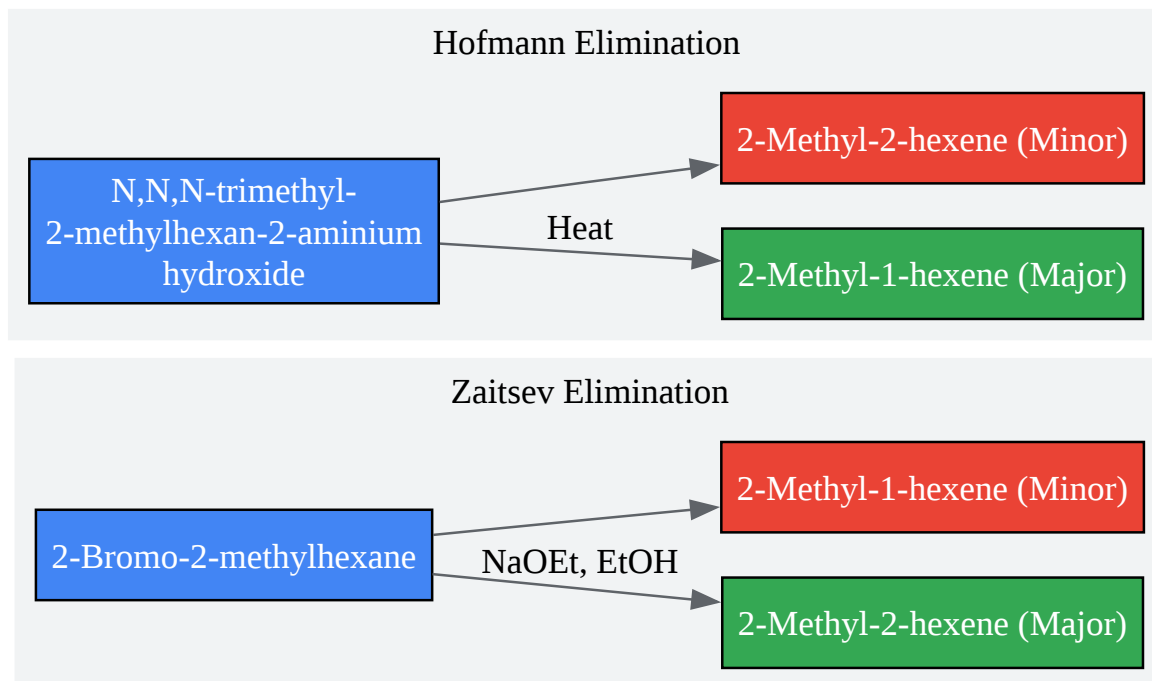 Hofmann Elimination
N,N,N-trimethyl-
2-methylhexan-2-aminium
hydroxide
Heat
2-Methyl-2-hexene (Minor)
2-Methyl-1-hexene (Major)
Zaitsev Elimination
2-Bromo-2-methylhexane
NaOEt, EtOH
2-Methyl-1-hexene (Minor)
2-Methyl-2-hexene (Major)